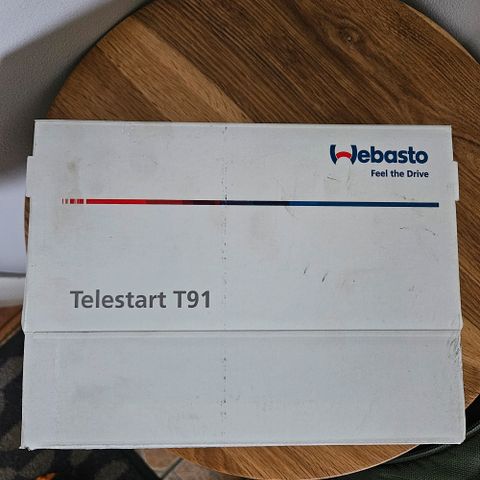 Webasto
Feel the Drive
Telestart T91